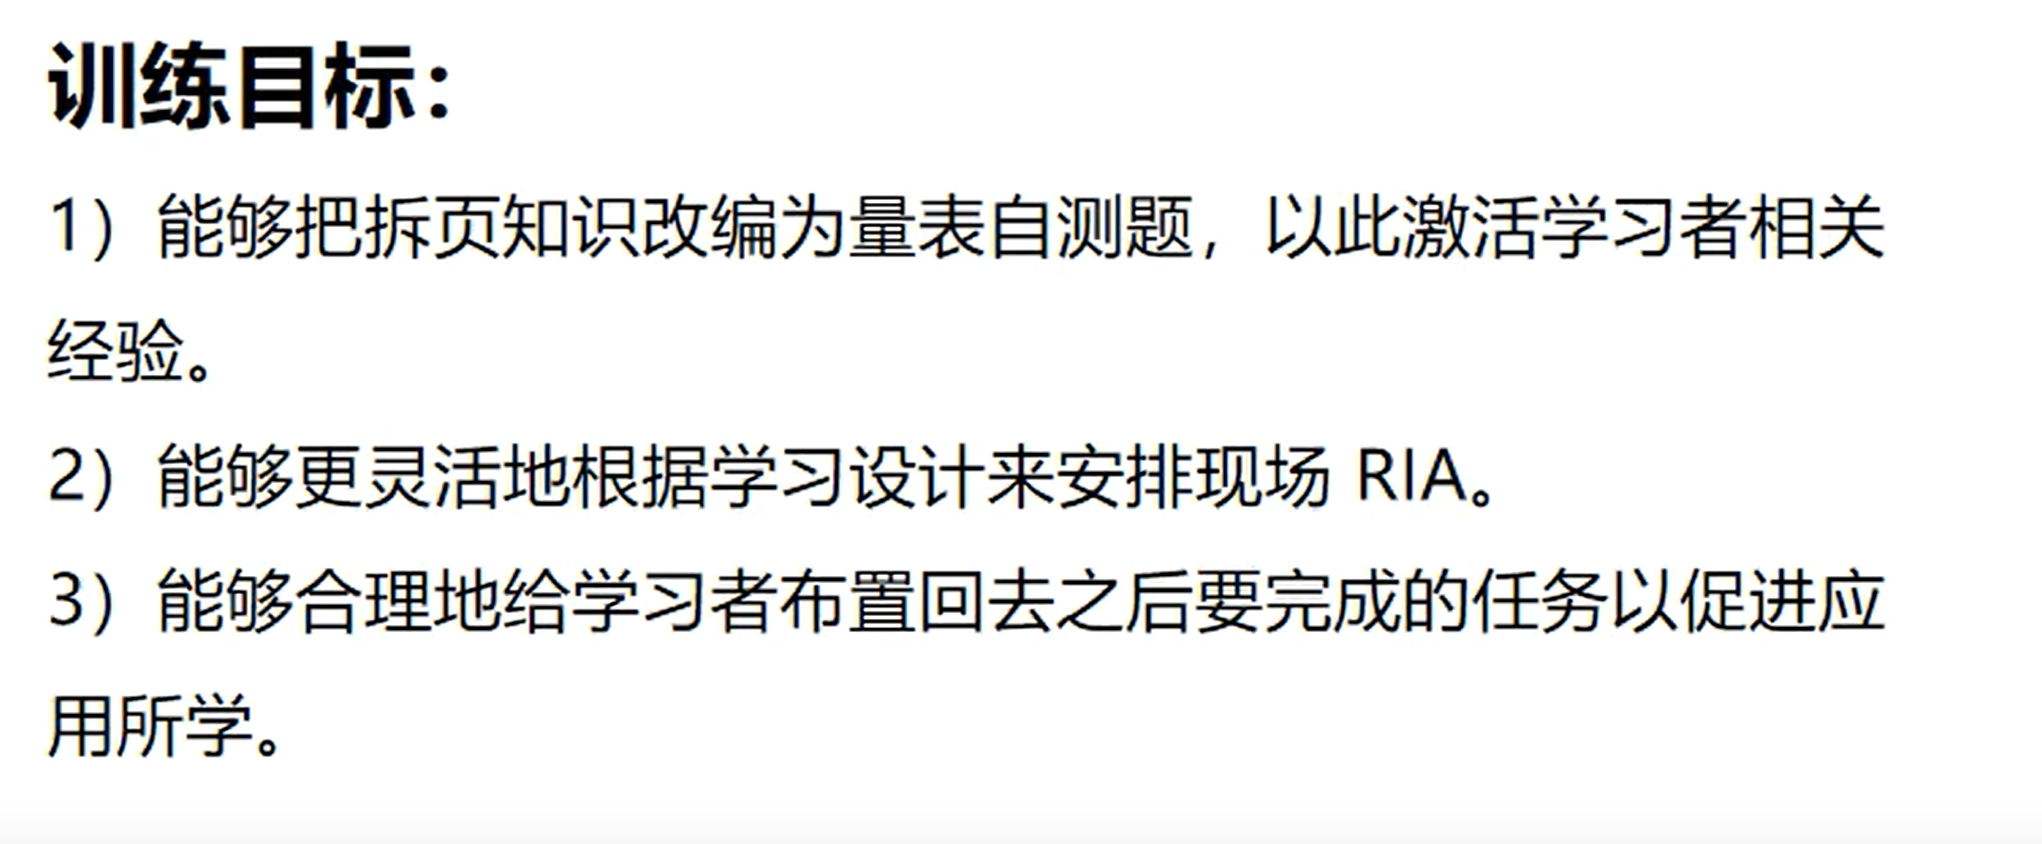 训练目标：
1）能够把拆页知识改编为量表自测题，以此激活学习者相关
经验。
2）能够更灵活地根据学习设计来安排现场 RIA。
3）能够合理地给学习者布置回去之后要完成的任务以促进应
用所学。